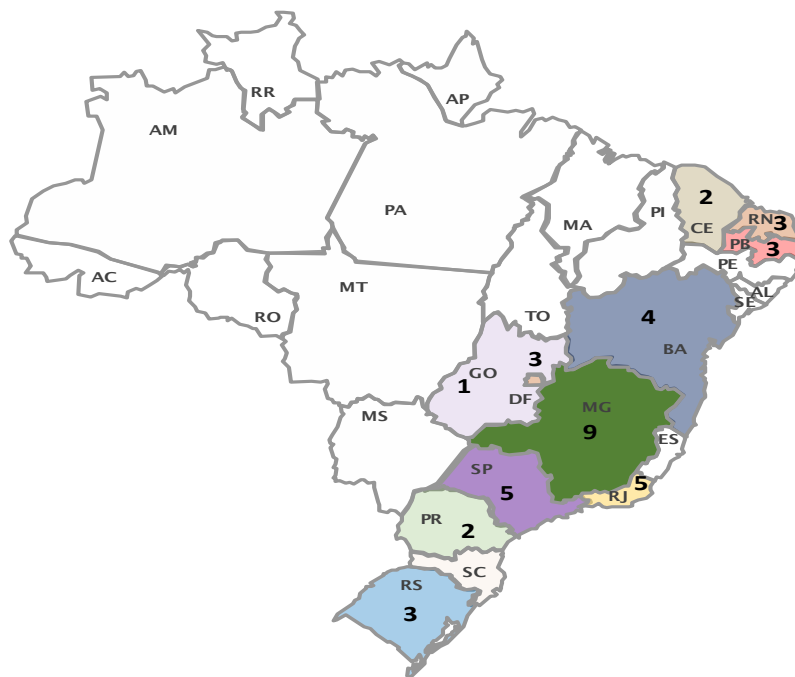 RR
AP
AM
2
PI
PA
RN
3
MA
CE
PB
3
PE
AC
MT
AL
SE
RO
TO
4
BA
3
GO
1
DF
MS
MG
9
ES
SP
5
5
RJ
PR
2
SC
RS
3